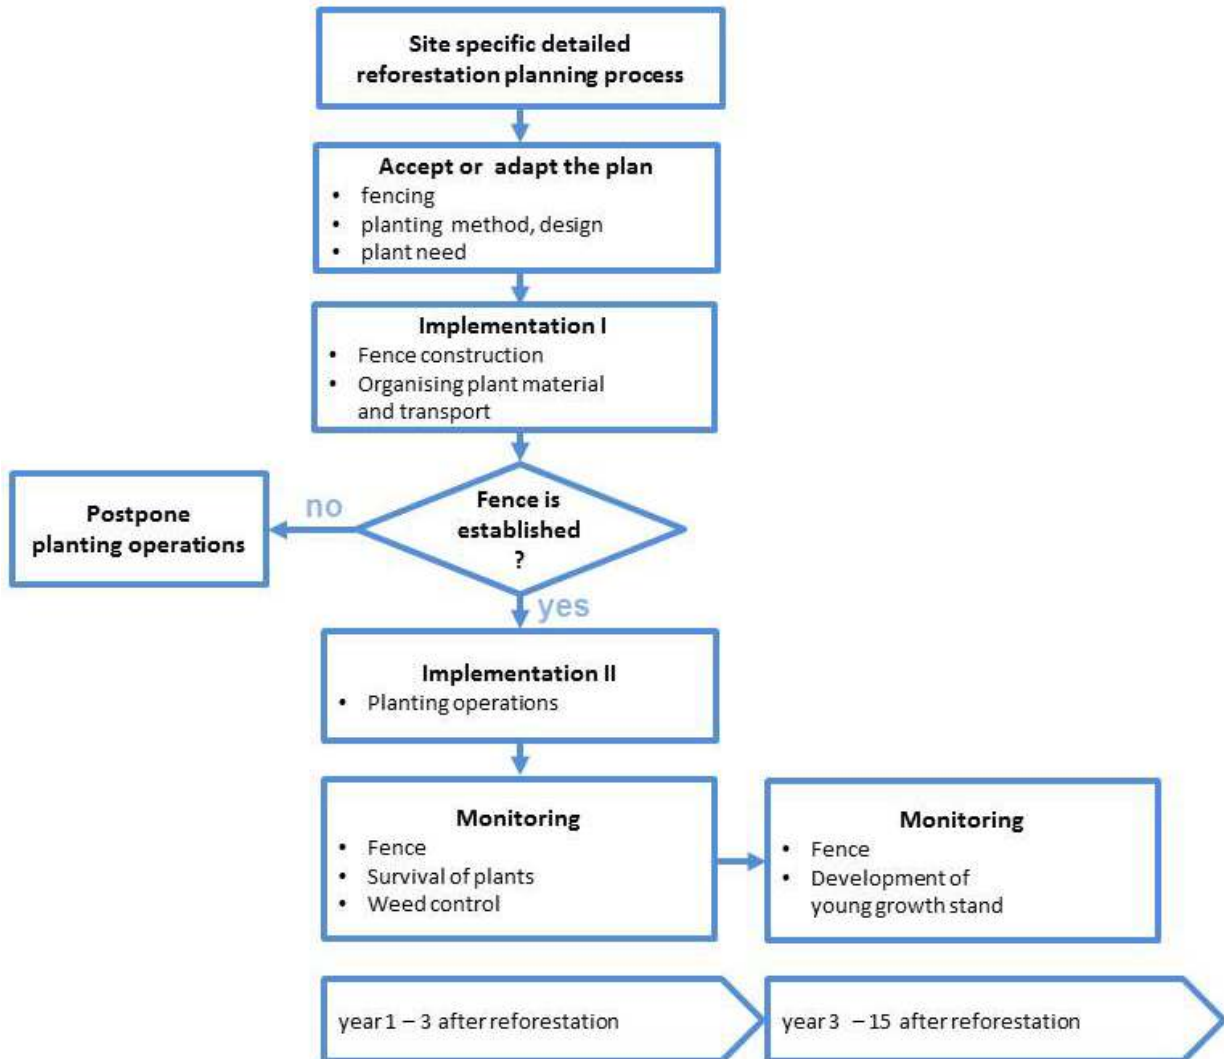 Site specific detailed
reforestation planning process
Accept or adapt the plan
• fencing
• planting method, design
• plant need
Implementation I
• Fence construction
• Organising plant material
and transport
Fence is
established
?
no
Postpone
planting operations
yes
Implementation II
• Planting operations
Monitoring
• Fence
• Survival of plants
• Weed control
Monitoring
• Fence
• Development of
young growth stand
year 1 – 3 after reforestation
year 3 – 15 after reforestation